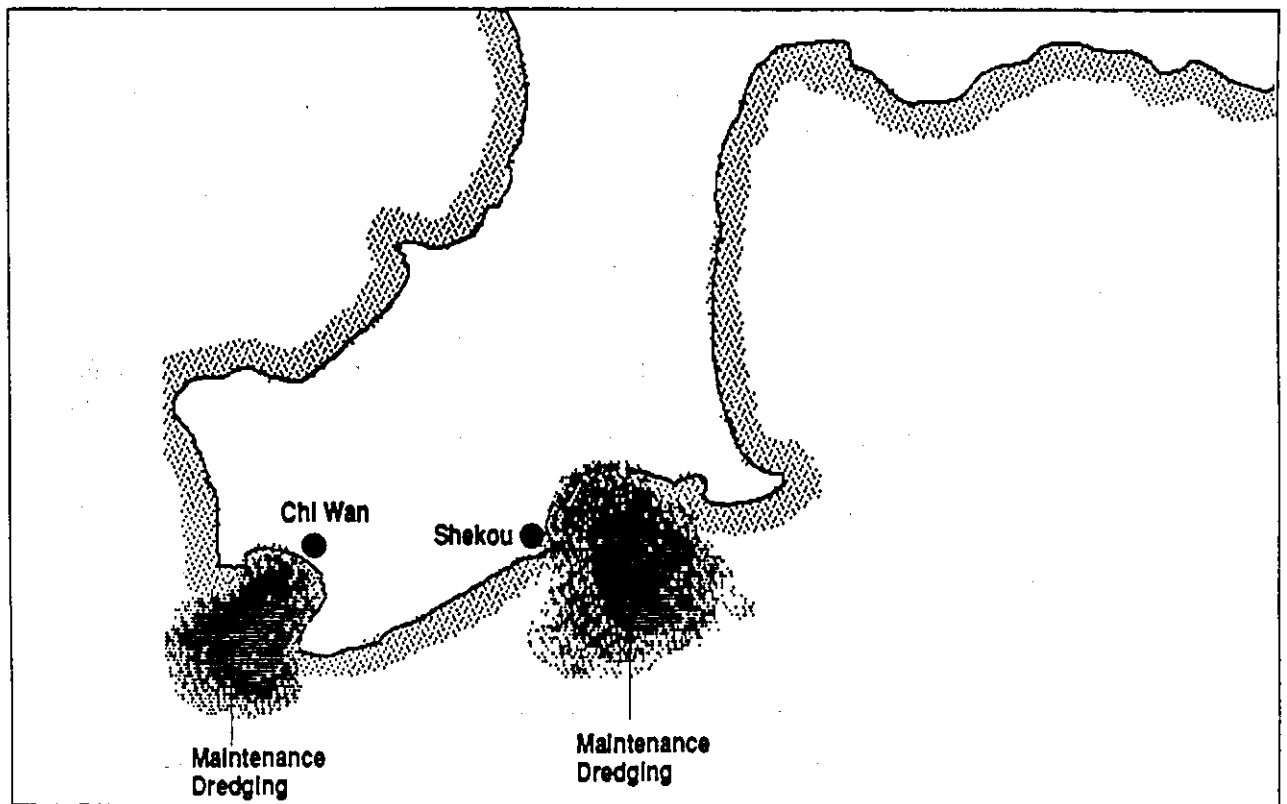 Chi Wan
Shekou
Maintenance
Dredging
Maintenance
Dredging